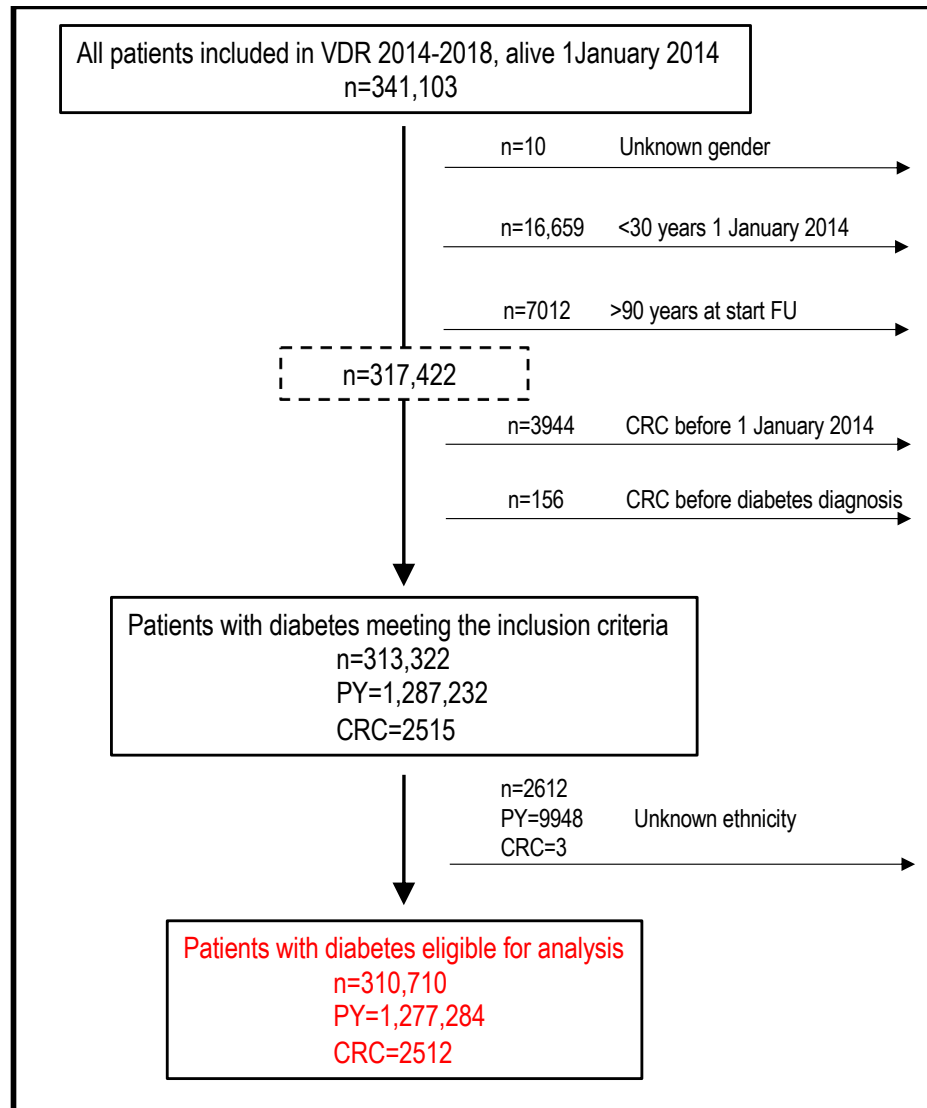 All patients included in VDR 2014-2018, alive 1January 2014
n=341,103
n=10 Unknown gender
n=16,659 <30 years 1 January 2014
n=7012 >90 years at start FU
n=317,422
n=3944 CRC before 1 January 2014
n=156 CRC before diabetes diagnosis
Patients with diabetes meeting the inclusion criteria
n=313,322
PY=1,287,232
CRC=2515
n=2612
PY=9948 Unknown ethnicity
CRC=3
Patients with diabetes eligible for analysis
n=310,710
PY=1,277,284
CRC=2512